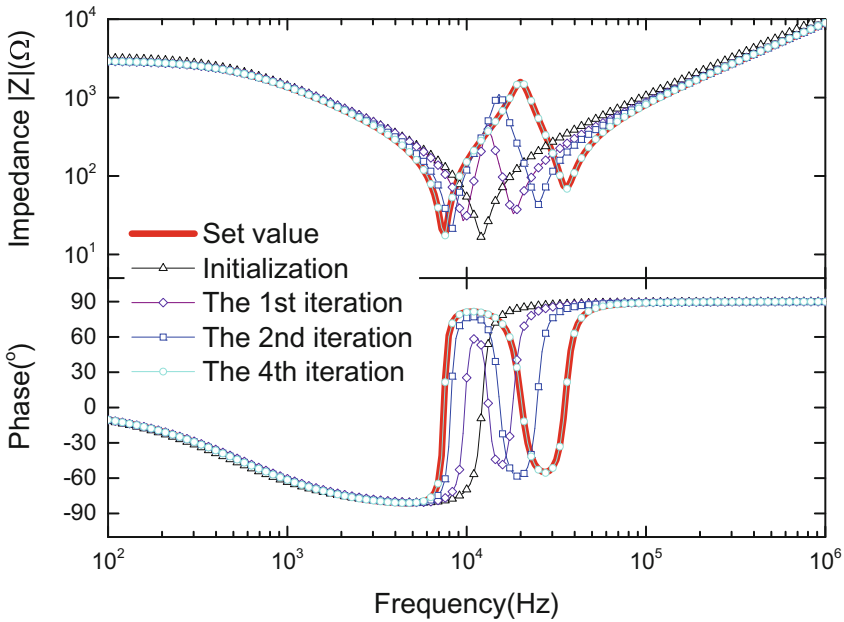 Impedance |Z|(Ω)
10⁴
10³
10²
10¹
Set value
Initialization
The 1st iteration
The 2nd iteration
The 4th iteration
Phase(°)
90
60
30
0
-30
-60
-90
10² 10³ 10⁴ 10⁵ 10⁶
Frequency(Hz)